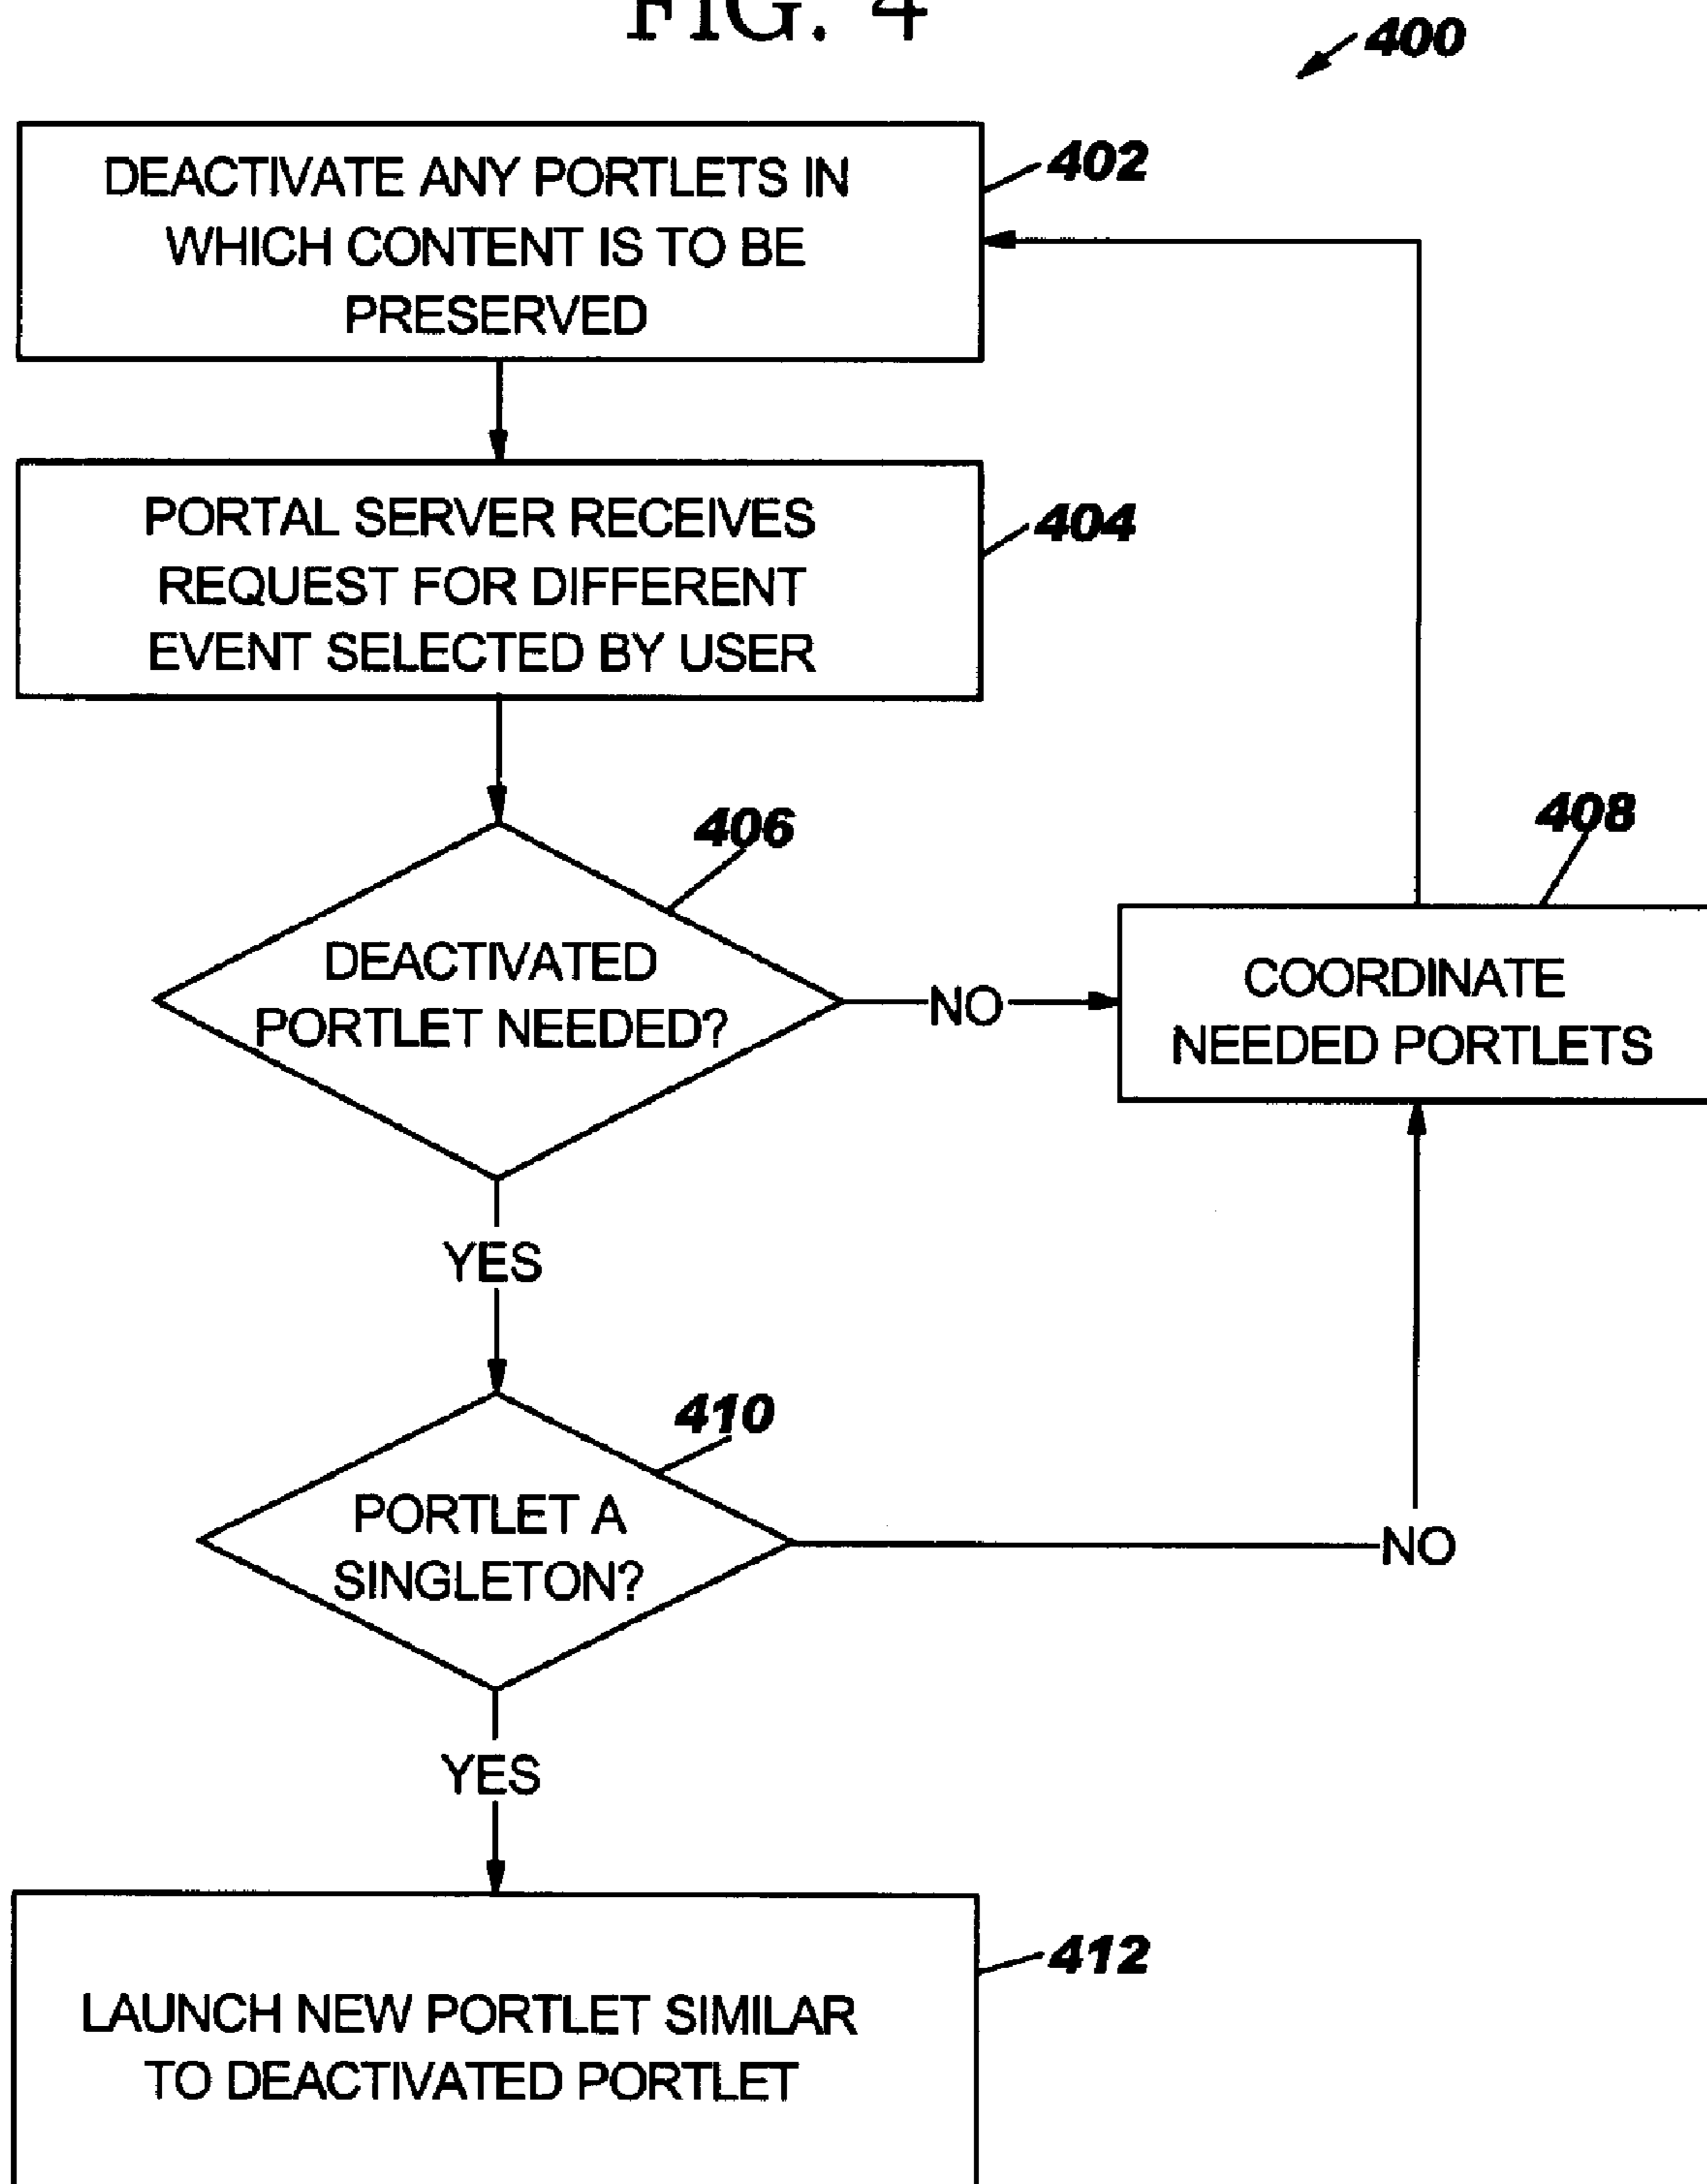 FIG. 4
400
DEACTIVATE ANY PORTLETS IN
WHICH CONTENT IS TO BE
PRESERVED
402
PORTAL SERVER RECEIVES
REQUEST FOR DIFFERENT
EVENT SELECTED BY USER
404
406
DEACTIVATED
PORTLET NEEDED?
NO
408
COORDINATE
NEEDED PORTLETS
YES
410
PORTLET A
SINGLETON?
NO
YES
412
LAUNCH NEW PORTLET SIMILAR
TO DEACTIVATED PORTLET